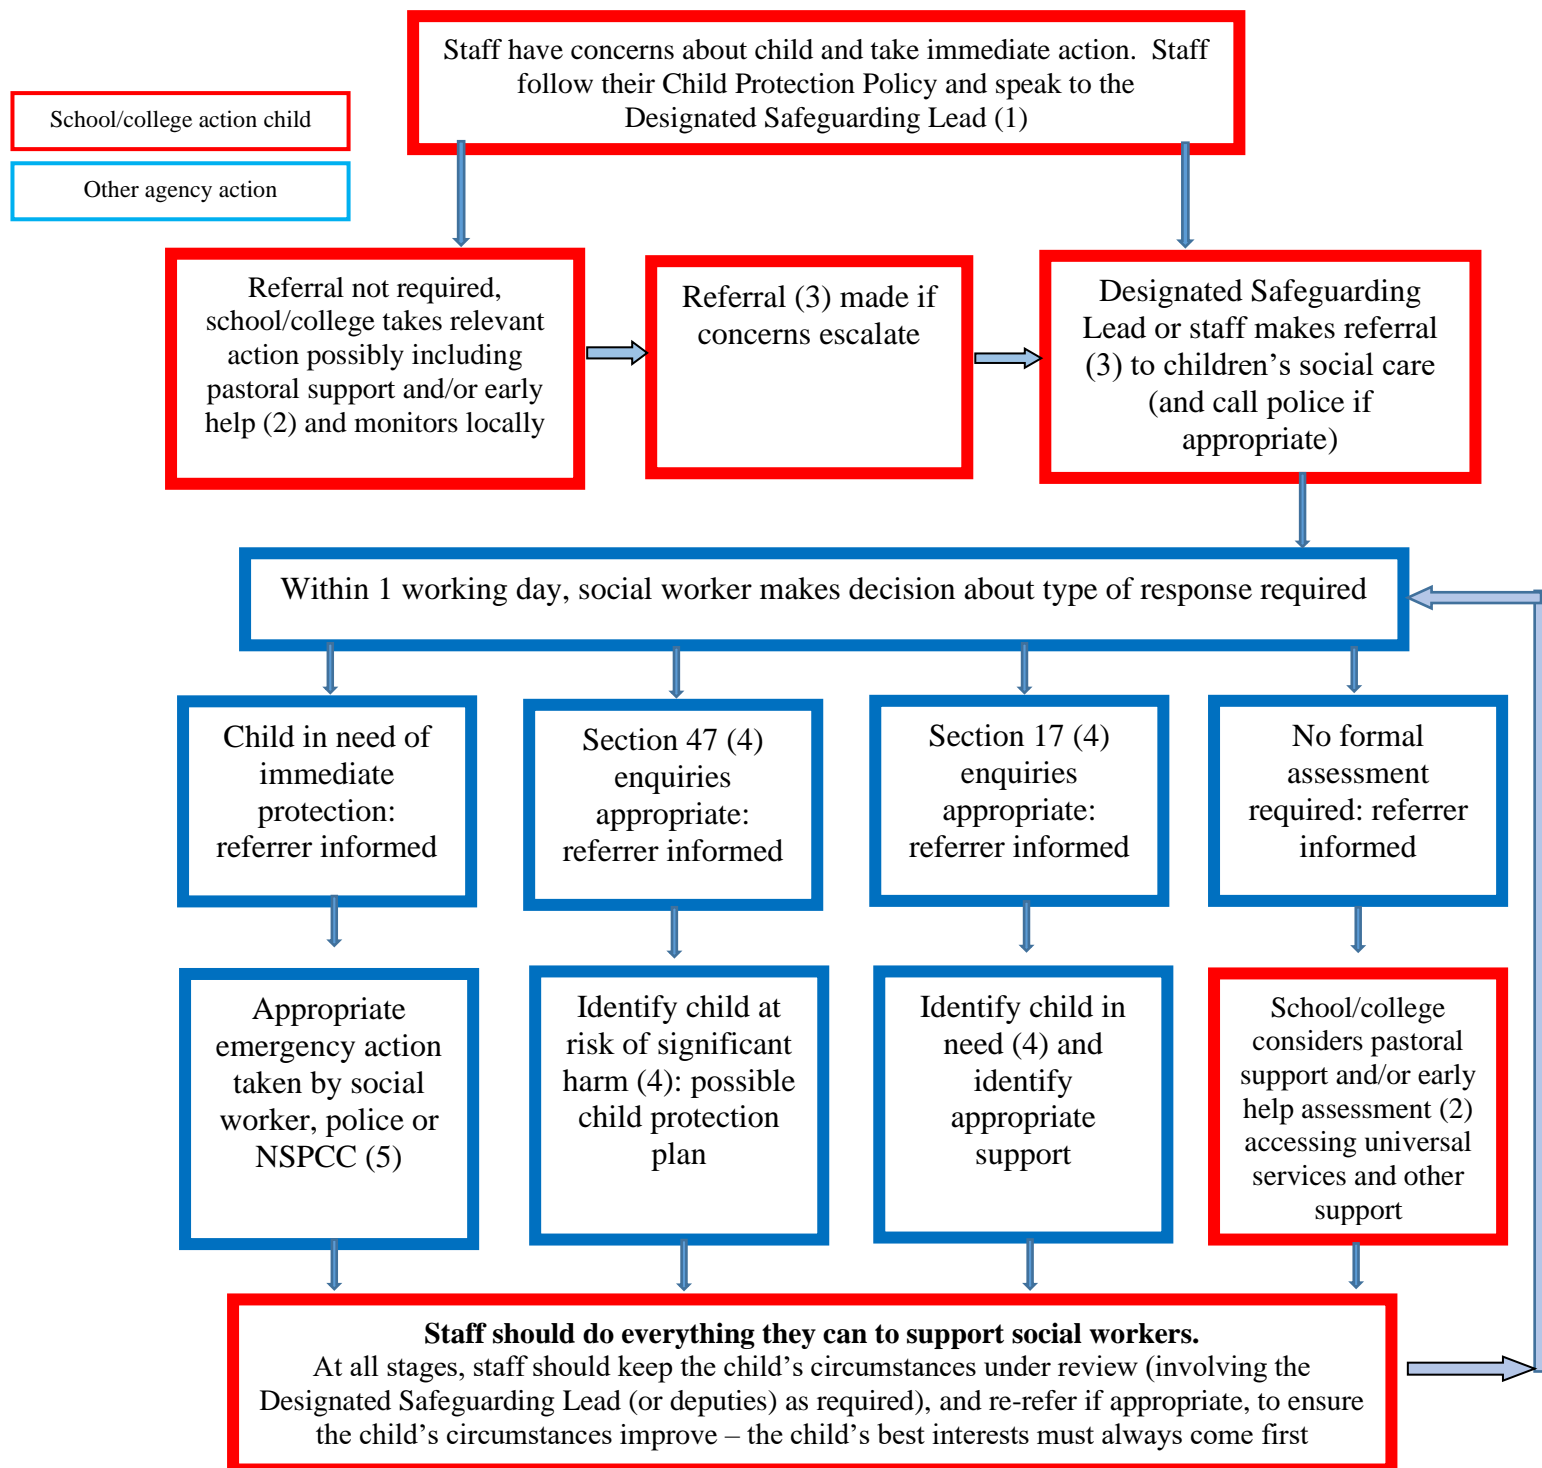 Staff have concerns about child and take immediate action.  Staff
follow their Child Protection Policy and speak to the
Designated Safeguarding Lead (1)
School/college action child
Other agency action
Referral not required,
school/college takes relevant
action possibly including
pastoral support and/or early
help (2) and monitors locally
Referral (3) made if
concerns escalate
Designated Safeguarding
Lead or staff makes referral
(3) to children’s social care
(and call police if
appropriate)
Within 1 working day, social worker makes decision about type of response required
Child in need of
immediate
protection:
referrer informed
Section 47 (4)
enquiries
appropriate:
referrer informed
Section 17 (4)
enquiries
appropriate:
referrer informed
No formal
assessment
required: referrer
informed
Appropriate
emergency action
taken by social
worker, police or
NSPCC (5)
Identify child at
risk of significant
harm (4): possible
child protection
plan
Identify child in
need (4) and
identify
appropriate
support
School/college
considers pastoral
support and/or early
help assessment (2)
accessing universal
services and other
support
Staff should do everything they can to support social workers.
At all stages, staff should keep the child’s circumstances under review (involving the
Designated Safeguarding Lead (or deputies) as required), and re-refer if appropriate, to ensure
the child’s circumstances improve – the child’s best interests must always come first